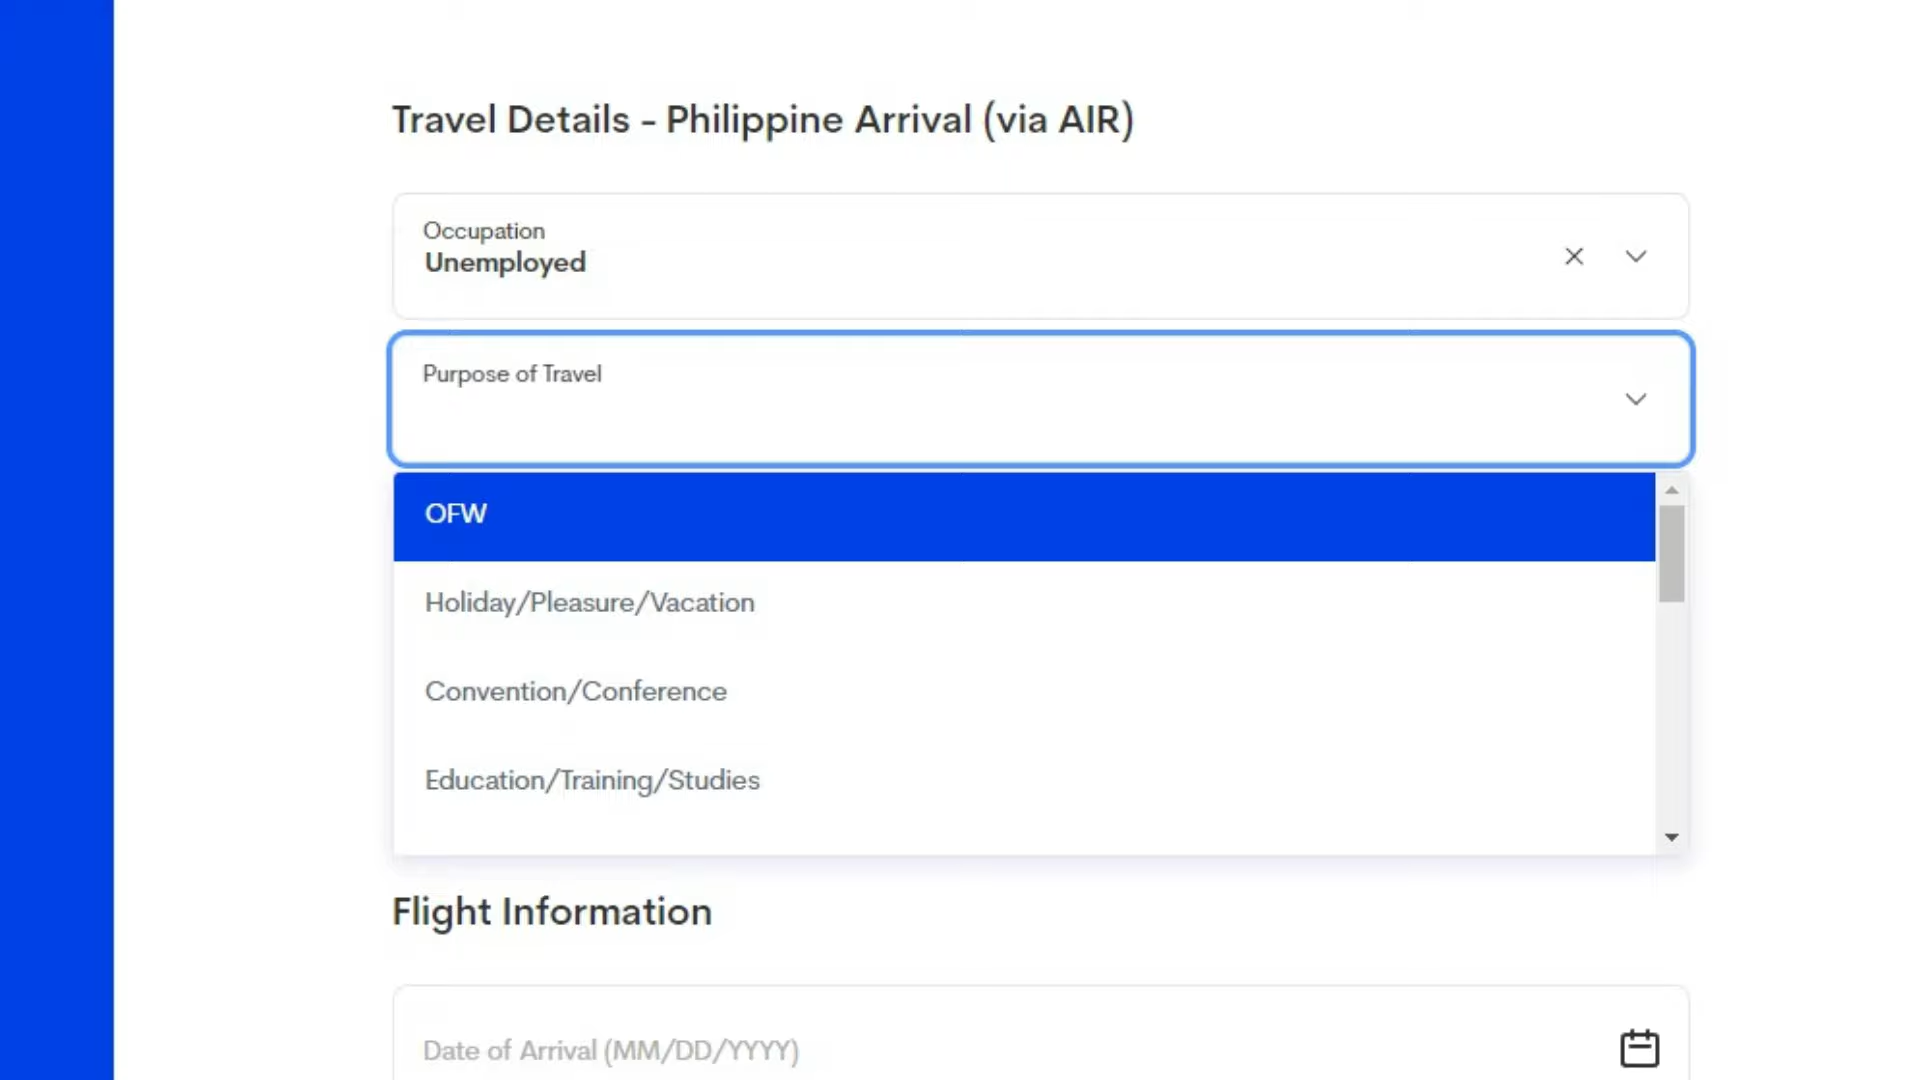 Travel Details - Philippine Arrival (via AIR)
Occupation
Unemployed
Purpose of Travel
OFW
Holiday/Pleasure/Vacation
Convention/Conference
Education/Training/Studies
Flight Information
Date of Arrival (MM/DD/YYYY)